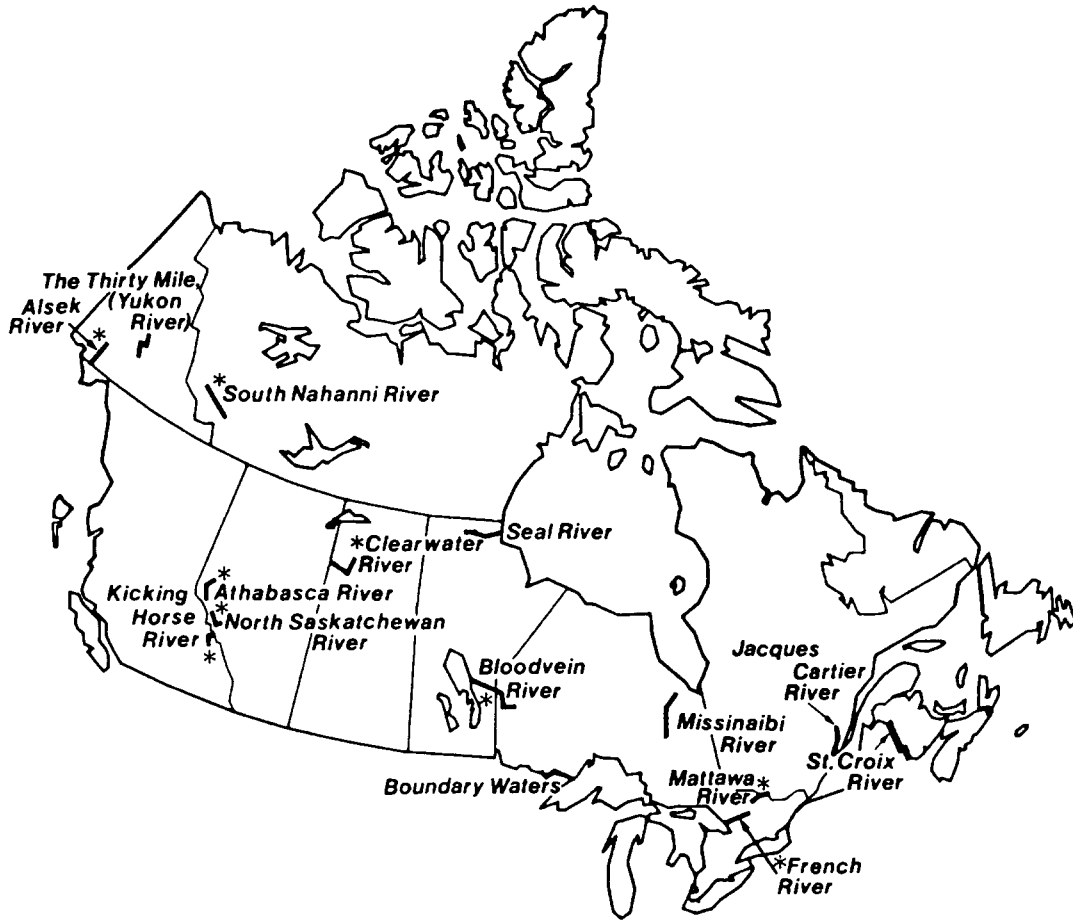 The Thirty Mile,
(Yukon
River)
Alsek
River
*
*
South Nahanni River
Seal River
*Clearwater
River
*
Athabasca River
Kicking
Horse
River
*
*
North Saskatchewan
River
Bloodvein
River
*
Jacques
Cartier
River
Missinaibi
River
St. Croix
River
Boundary Waters
Mattawa*
River
*French
River